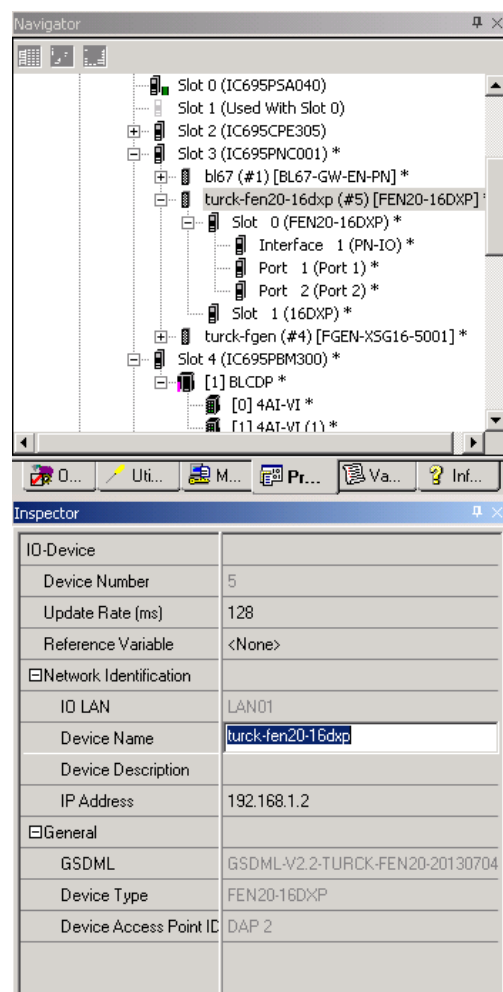 Navigator
Slot 0 (IC695PSA040)
Slot 1 (Used With Slot 0)
Slot 2 (IC695CPE305)
Slot 3 (IC695PNC001) *
bl67 (#1) [BL67-GW-EN-PN] *
turck-fen20-16dxp (#5) [FEN20-16DXP] *
Slot 0 (FEN20-16DXP) *
Interface 1 (PN-IO) *
Port 1 (Port 1) *
Port 2 (Port 2) *
Slot 1 (16DXP) *
turck-fgen (#4) [FGEN-XSG16-5001] *
Slot 4 (IC695PBM300) *
[1] BLCDP *
[0] 4AI-VI *
[1] 4AI-VI (1) *
O... Uti... M... Pr... Va... Inf...
Inspector
IO-Device
Device Number 5
Update Rate (ms) 128
Reference Variable <None>
Network Identification
IO LAN LAN01
Device Name turck-fen20-16dxp
Device Description
IP Address 192.168.1.2
General
GSDML GSDML-V2.2-TURCK-FEN20-20130704
Device Type FEN20-16DXP
Device Access Point ID DAP 2